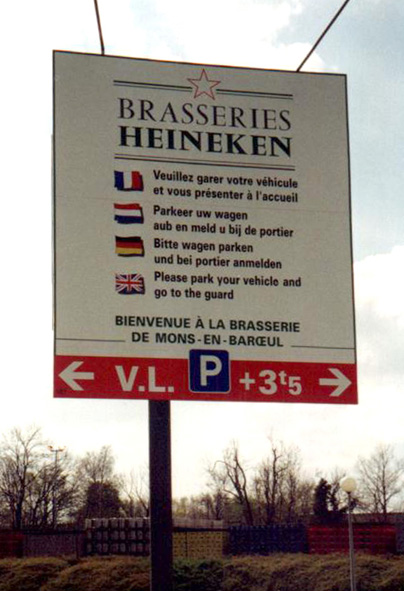 BRASSERIES
HEINEKEN
Veuillez garer votre véhicule
et vous présenter à l'accueil
Parkeer uw wagen
aub en meld u bij de portier
Bitte wagen parken
und bei portier anmelden
Please park your vehicle and
go to the guard
BIENVENUE À LA BRASSERIE
DE MONS-EN-BARŒUL
← V.L. P +3t5 →